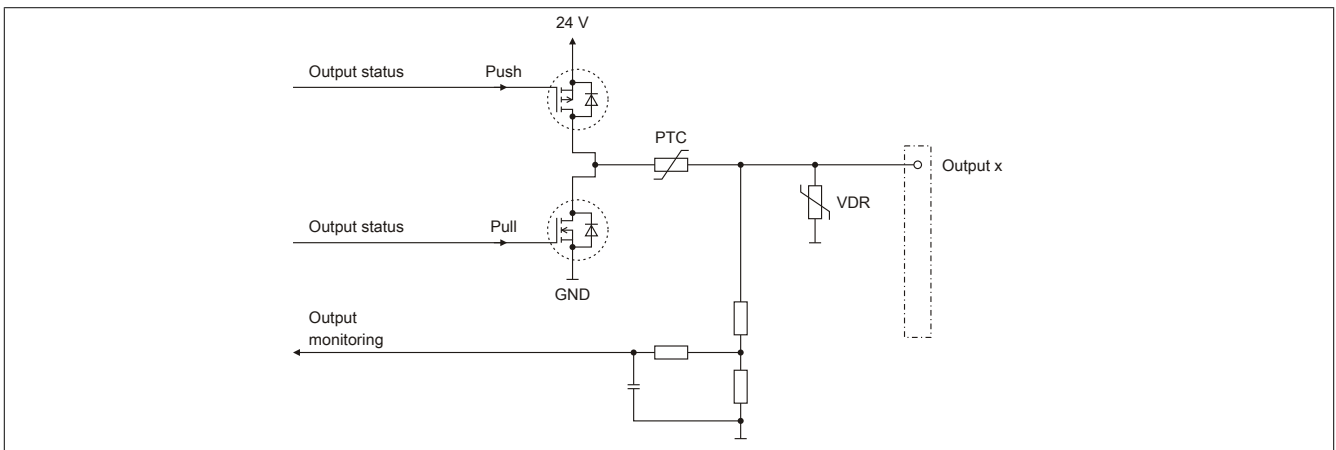 24 V
Output status
Push
PTC
Output x
VDR
Output status
Pull
GND
Output
monitoring